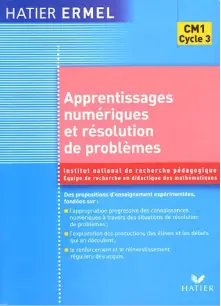 HATIER ERMEL
CM1
Cycle 3
Apprentissages
numériques et
résolution
de problèmes
Institut national de recherche pédagogique
Equipe de recherche en didactique des mathématiques
Des propositions d'enseignement expérimentées,
fondées sur :
l'appropriation progressive des connaissances
numériques à travers des situations de résolution
de problèmes ;
l'exploration des productions des élèves et des débats
qui en découlent ;
le renforcement et le réinvestissement
réguliers des acquis.
HATIER